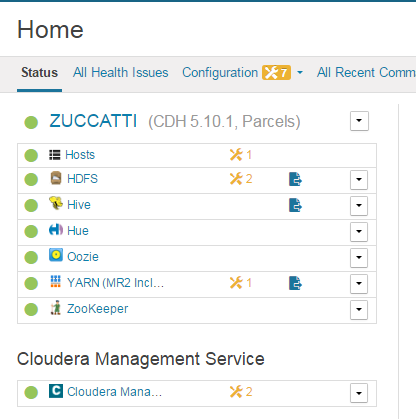 Home
Status All Health Issues Configuration 7 All Recent Comm
ZUCCATTI (CDH 5.10.1, Parcels)
Hosts 1
HDFS 2
Hive
Hue
Oozie
YARN (MR2 Incl... 1
ZooKeeper
Cloudera Management Service
C Cloudera Mana... 2